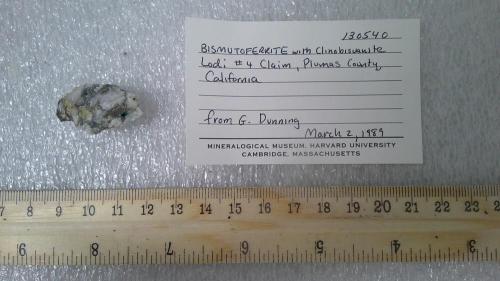 130540
BISMUTOFERRITE with Clinobisvanite
Lodi #4 Claim, Plumas County,
California
from G. Dunning
March 2, 1989
MINERALOGICAL MUSEUM, HARVARD UNIVERSITY
CAMBRIDGE, MASSACHUSETTS
7 8 9 10 11 12 13 14 15 16 17 18 19 20 21 22 23
9 8 7 6 5 4 3